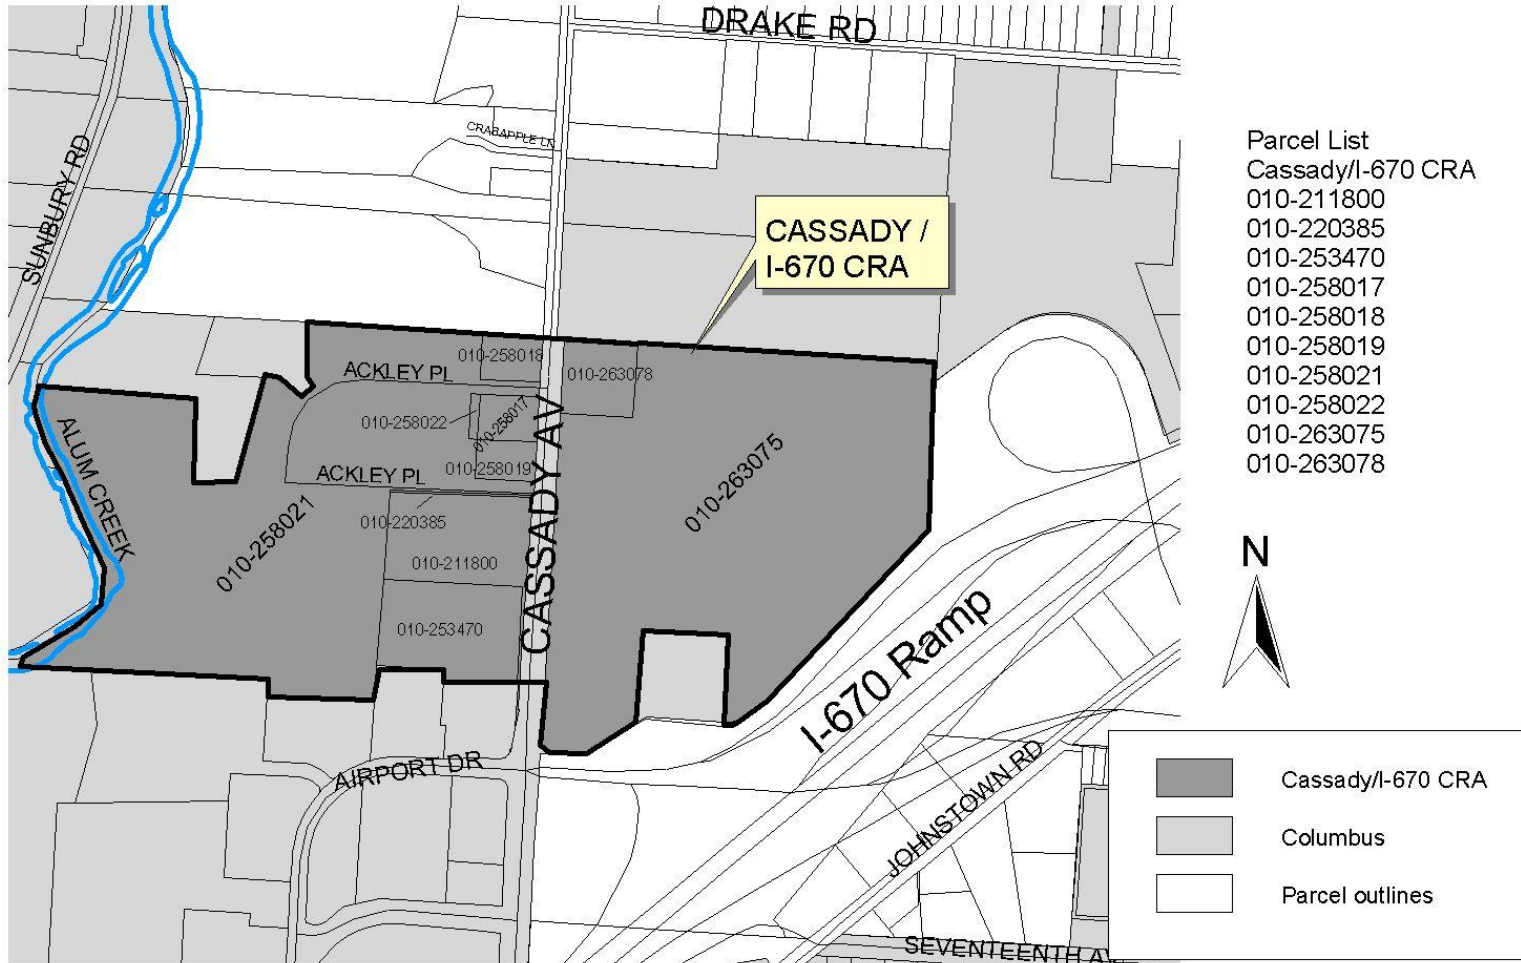 DRAKE RD
CRABAPPLE LN
SUNBURY RD
CASSADY /
I-670 CRA
010-258018
ACKLEY PL
010-263078
010-258022
010-258017
ALUM CREEK
CASSADY AV
ACKLEY PL
010-258019
010-263075
010-258021
010-220385
010-211800
010-253470
I-670 Ramp
AIRPORT DR
JOHNSTOWN RD
SEVENTEENTH AV
Parcel List
Cassady/I-670 CRA
010-211800
010-220385
010-253470
010-258017
010-258018
010-258019
010-258021
010-258022
010-263075
010-263078
N
Cassady/I-670 CRA
Columbus
Parcel outlines